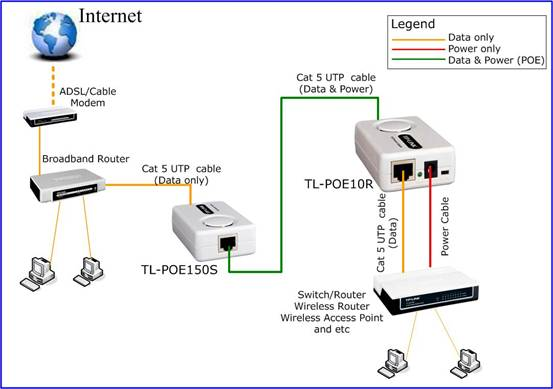 Internet
Legend
Data only
Power only
Data & Power (POE)
Cat 5 UTP cable
(Data & Power)
ADSL/Cable
Modem
Broadband Router
Cat 5 UTP cable
(Data only)
TL-POE150S
TL-POE10R
Cat 5 UTP cable
(Data)
Power Cable
Switch/Router
Wireless Router
Wireless Access Point
and etc
TP-LINK